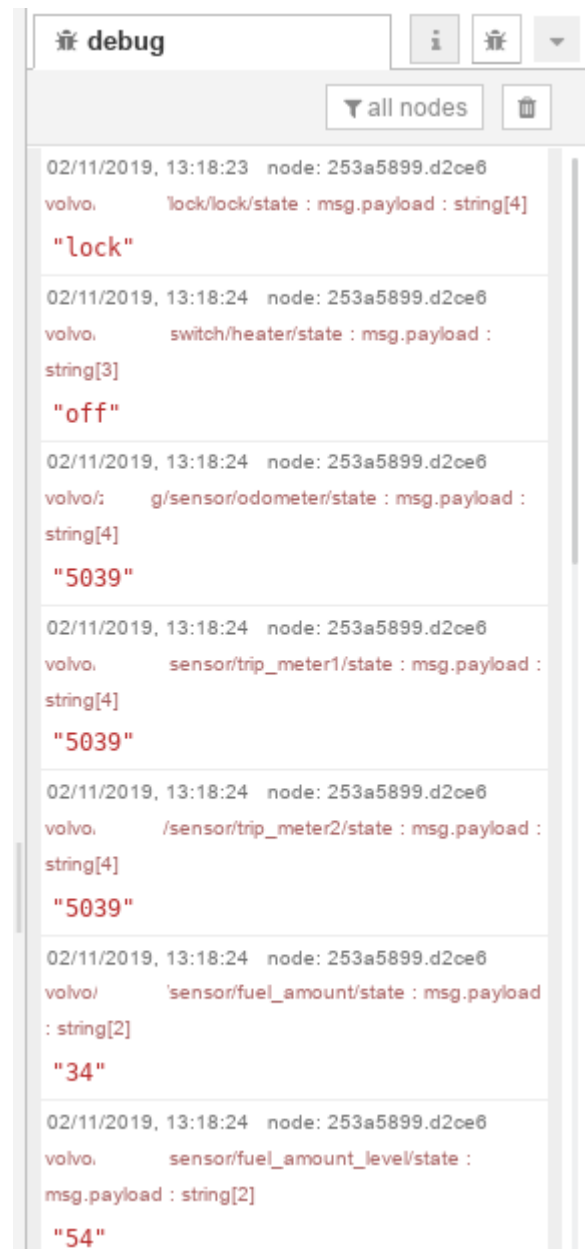 debug
i
all nodes
02/11/2019, 13:18:23 node: 253a5899.d2ce6
volvo. lock/lock/state : msg.payload : string[4]
"lock"
02/11/2019, 13:18:24 node: 253a5899.d2ce6
volvo. switch/heater/state : msg.payload :
string[3]
"off"
02/11/2019, 13:18:24 node: 253a5899.d2ce6
volvo/ g/sensor/odometer/state : msg.payload :
string[4]
"5039"
02/11/2019, 13:18:24 node: 253a5899.d2ce6
volvo. sensor/trip_meter1/state : msg.payload :
string[4]
"5039"
02/11/2019, 13:18:24 node: 253a5899.d2ce6
volvo. /sensor/trip_meter2/state : msg.payload :
string[4]
"5039"
02/11/2019, 13:18:24 node: 253a5899.d2ce6
volvo/ sensor/fuel_amount/state : msg.payload
: string[2]
"34"
02/11/2019, 13:18:24 node: 253a5899.d2ce6
volvo. sensor/fuel_amount_level/state :
msg.payload : string[2]
"54"